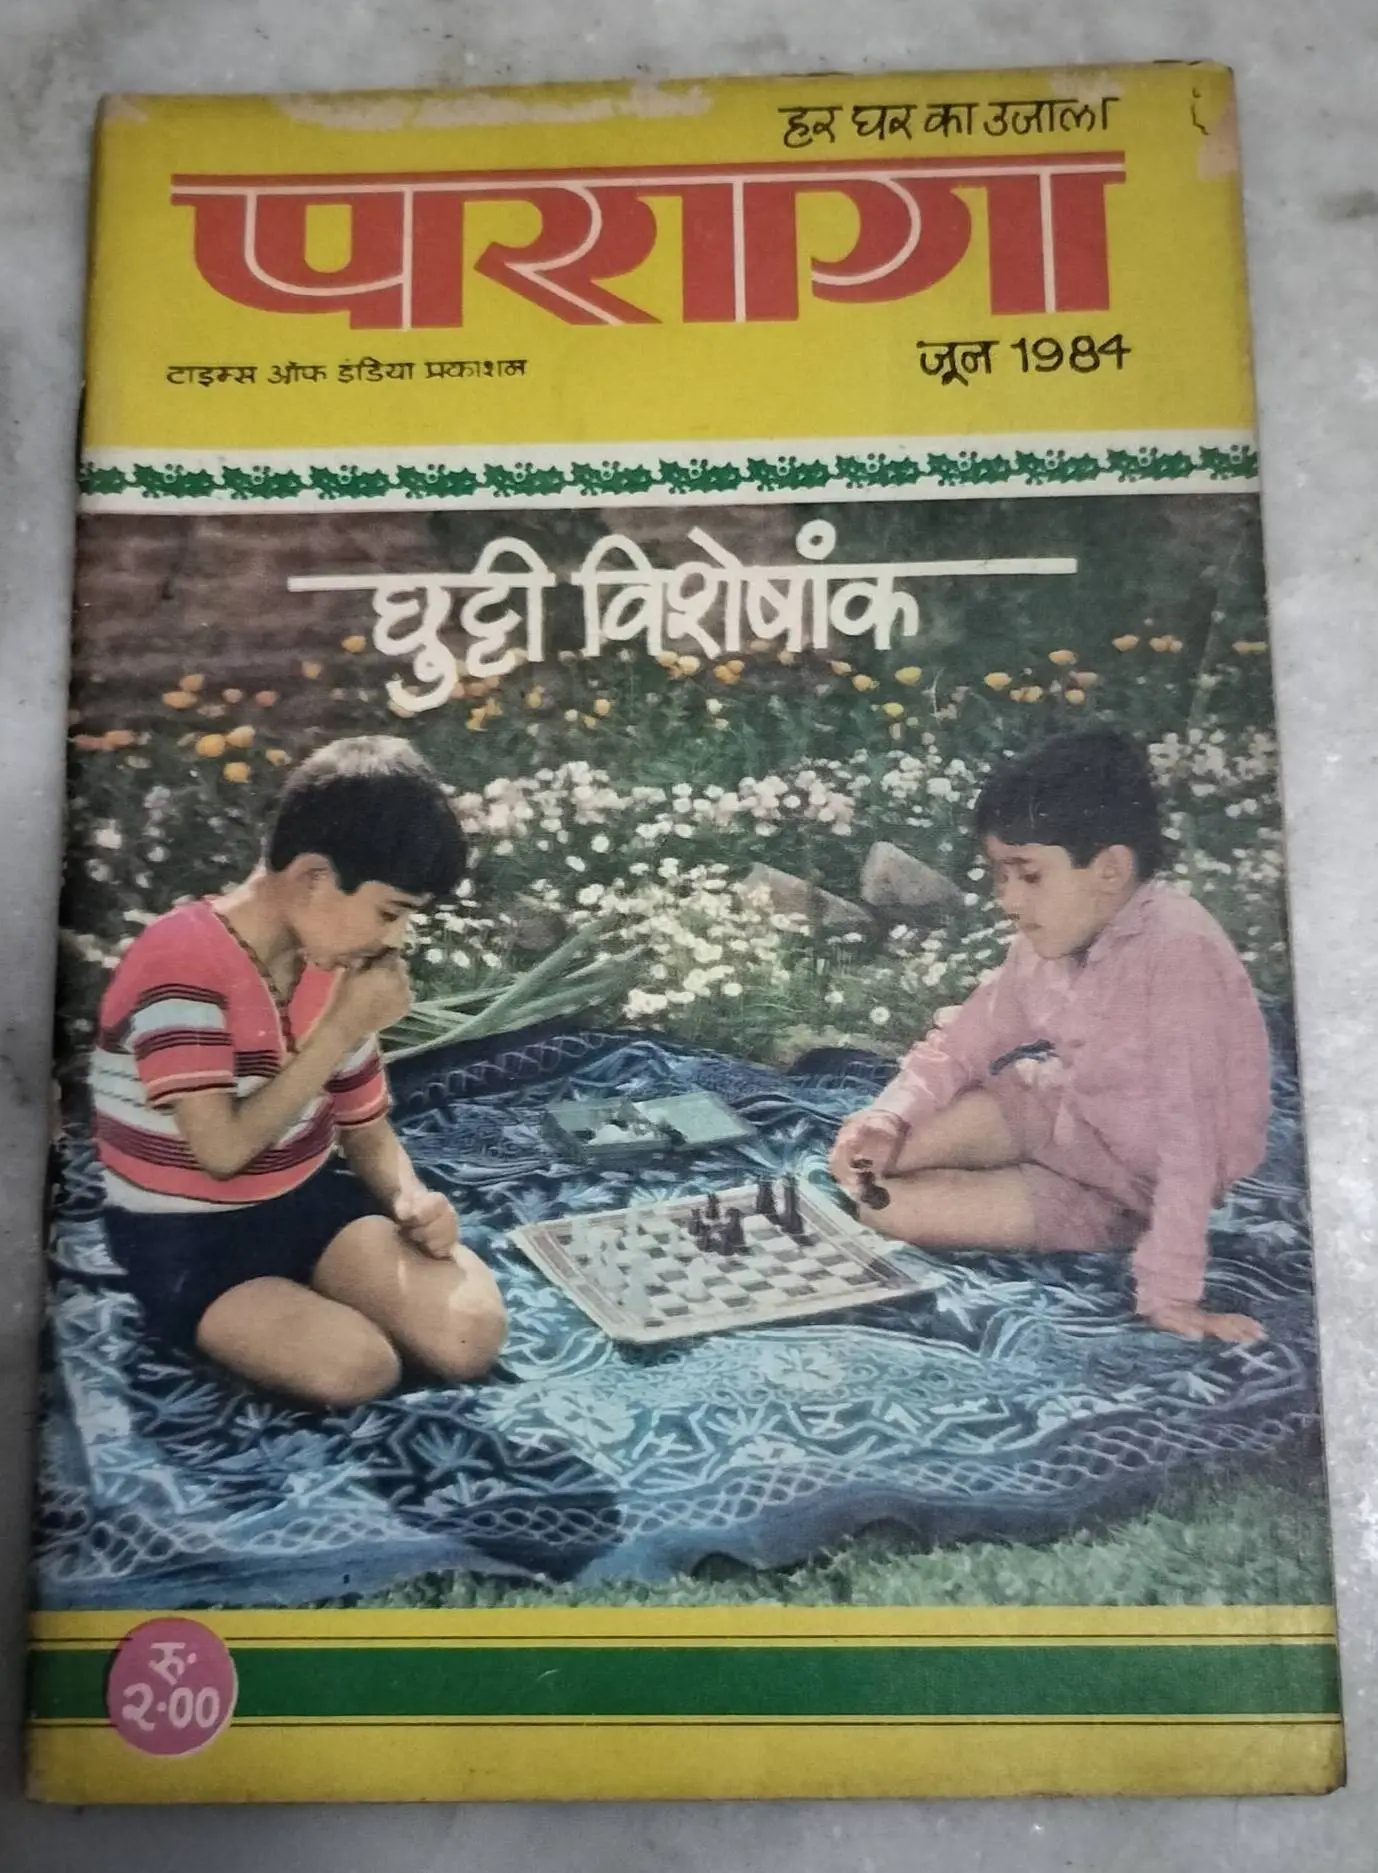 हर घर का उजाला
पराग
टाइम्स ऑफ इंडिया प्रकाशन
जून 1984
छुट्टी विशेषांक
रु.
२.००